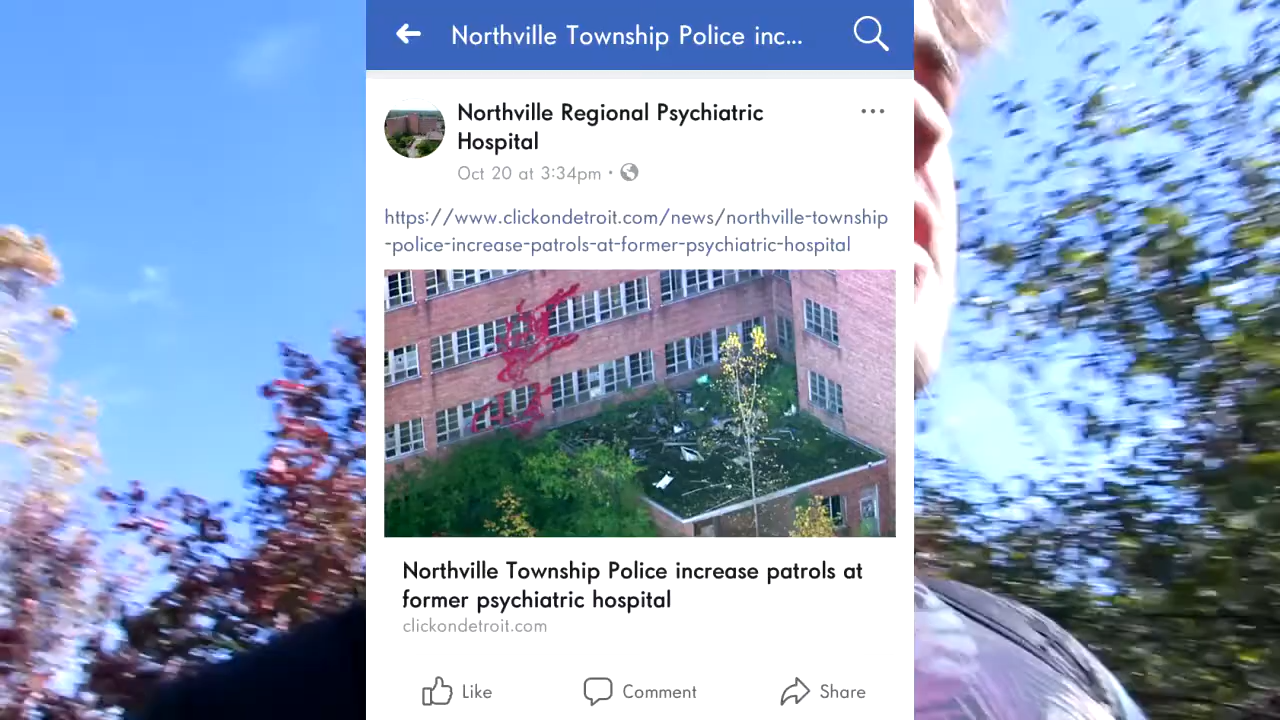 Northville Township Police inc...
Northville Regional Psychiatric
Hospital
Oct 20 at 3:34pm
https://www.clickondetroit.com/news/northville-township
-police-increase-patrols-at-former-psychiatric-hospital
Northville Township Police increase patrols at
former psychiatric hospital
clickondetroit.com
Like
Comment
Share